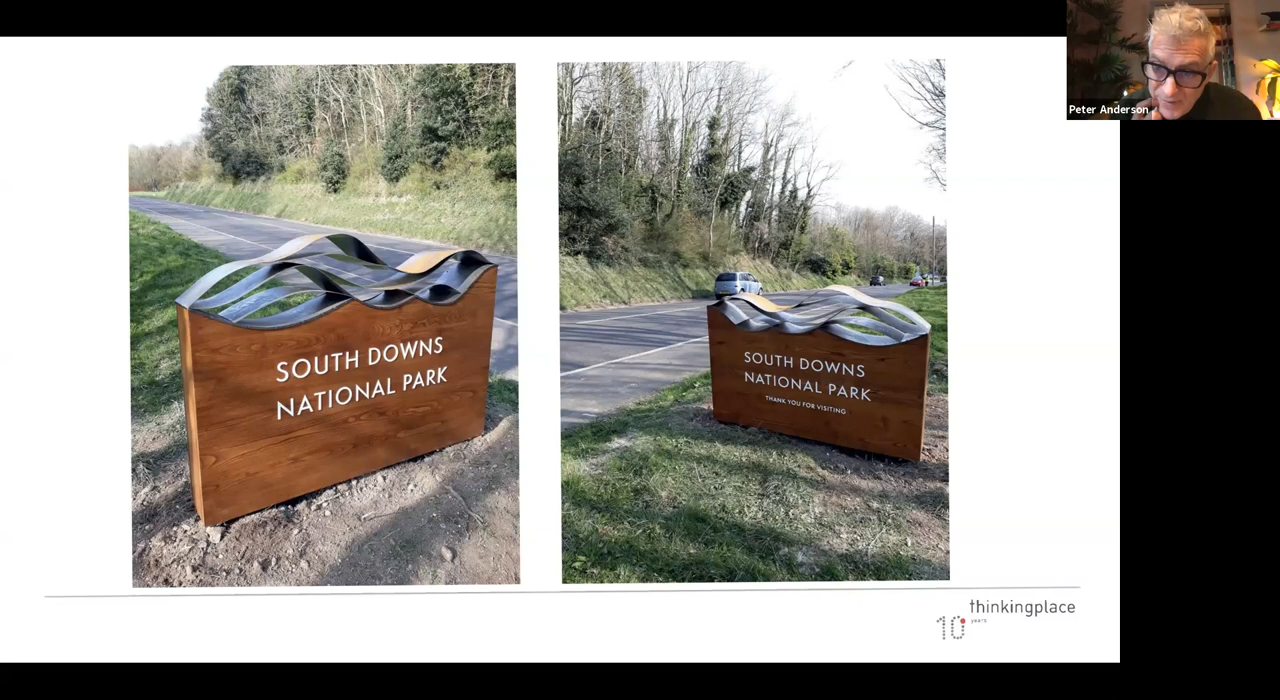 Peter Anderson
SOUTH DOWNS
NATIONAL PARK
SOUTH DOWNS
NATIONAL PARK
THANK YOU FOR VISITING
thinkingplace
10
years